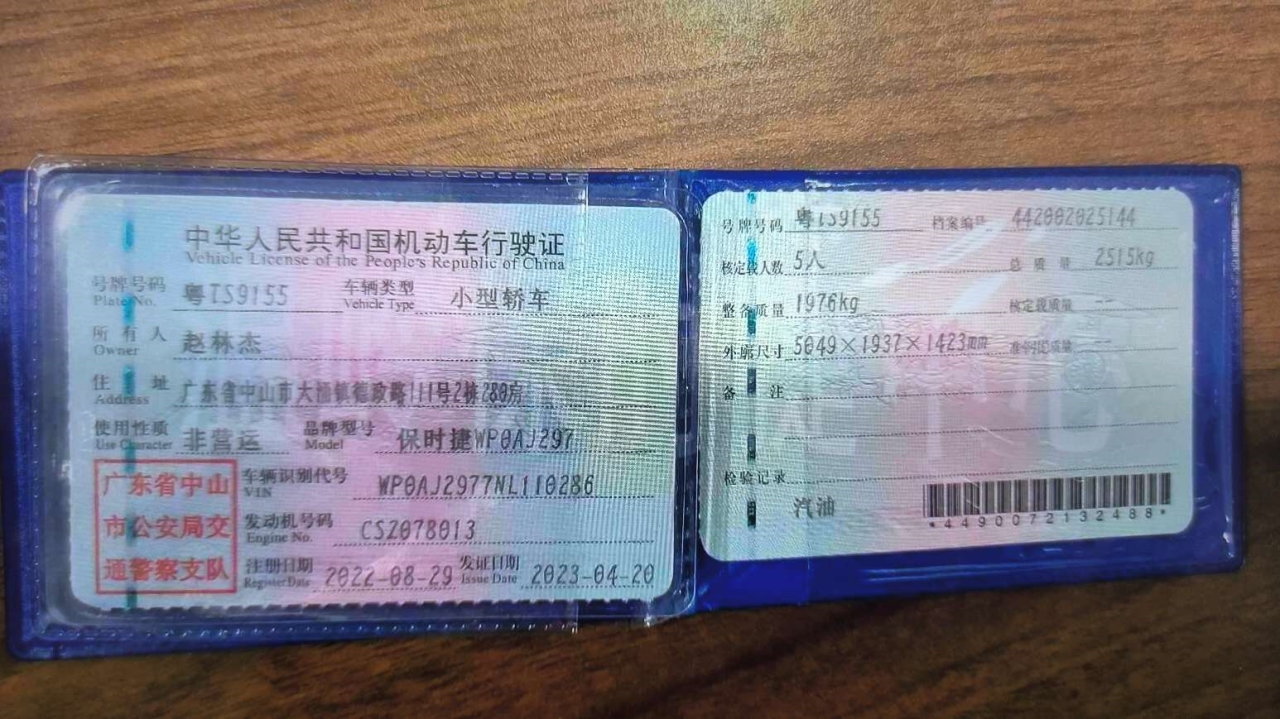 中华人民共和国机动车行驶证
Vehicle License of the People's Republic of China
号牌号码 粤TS9155 车辆类型 小型轿车
Plate No. Vehicle Type
所有人 赵林杰
Owner
住址 广东省中山市大涌镇德政路111号2栋280房
Address
使用性质 非营运 品牌型号 保时捷WP0AJ297
Use Character Model
广东省中山
市公安局交
通警察支队
车辆识别代号 WP0AJ2977NL110286
VIN
发动机号码 CSZ078013
Engine No.
注册日期 2022-08-29 发证日期 2023-04-20
Register Date Issue Date
号牌号码 粤TS9155 档案编号 442002025144
核定载人数 5人 总质量 2515kg
整备质量 1976kg 核定载质量 --
外廓尺寸 5049×1937×1423mm 准牵引总质量 --
备注
检验记录
汽油
*4490072132488*